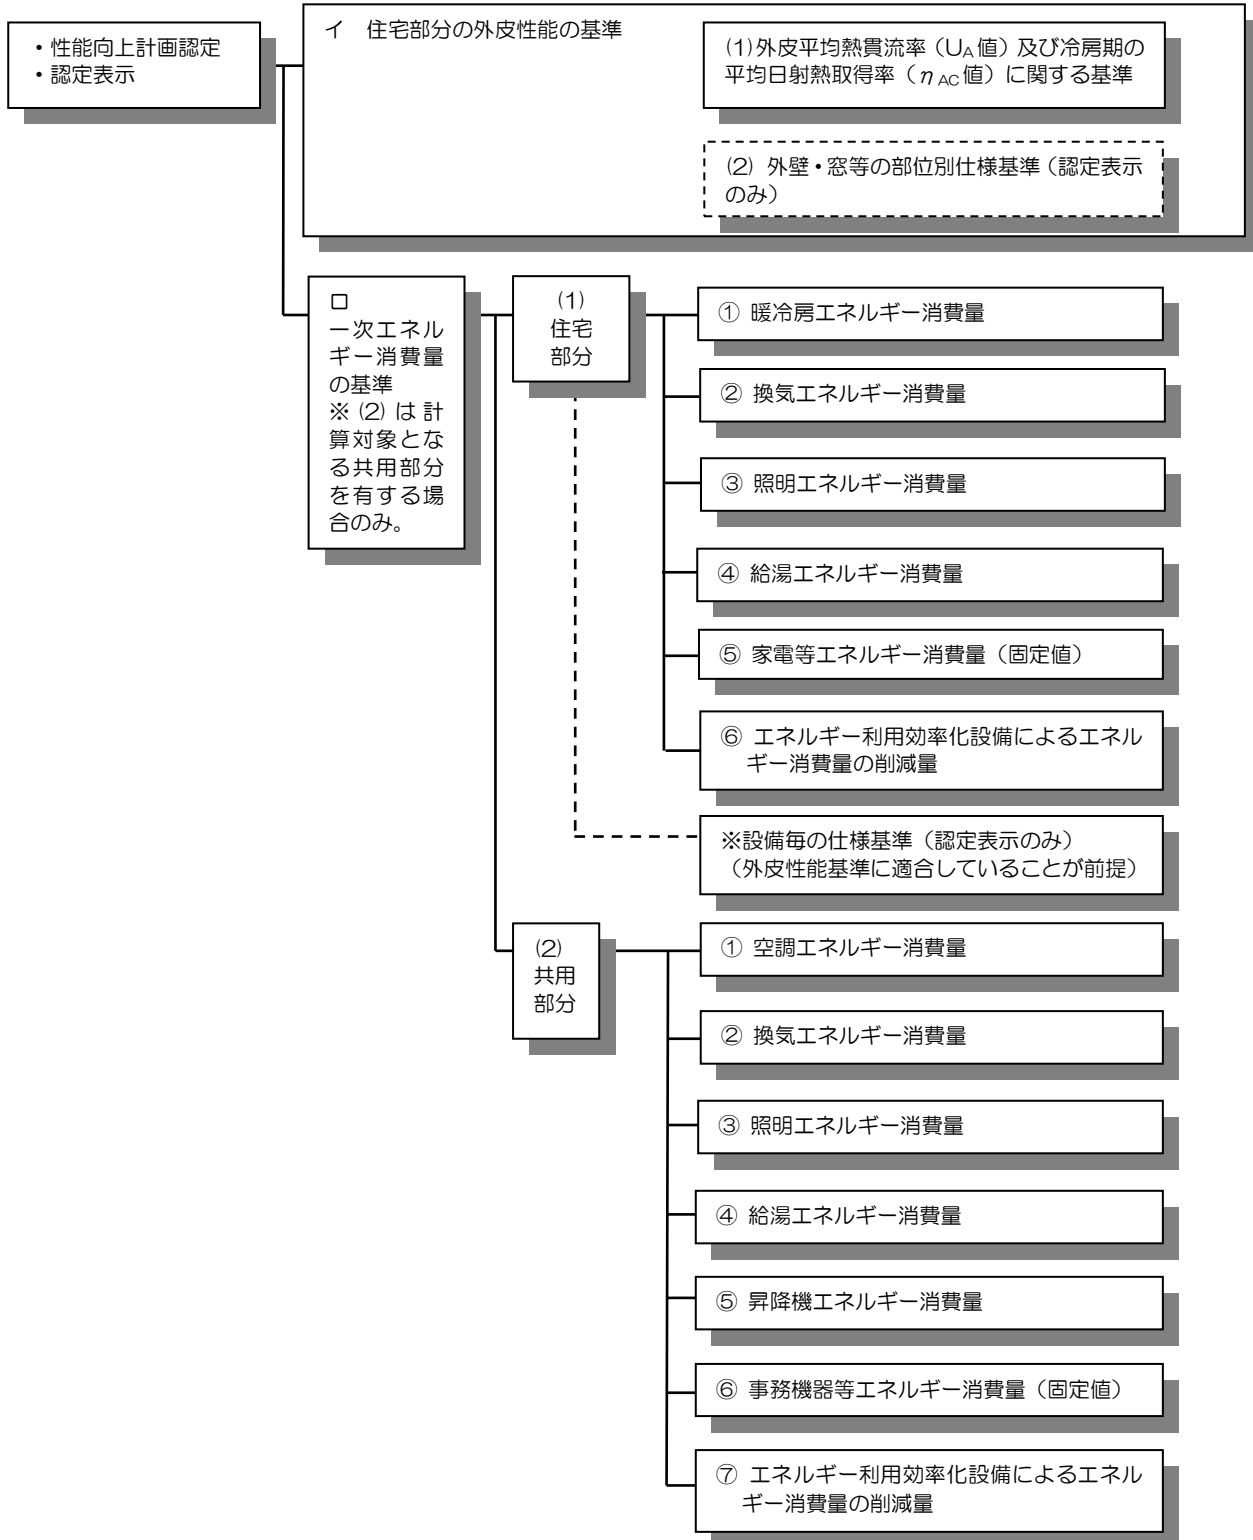 ・性能向上計画認定
・認定表示
イ 住宅部分の外皮性能の基準
(1)外皮平均熱貫流率（UA値）及び冷房期の
平均日射熱取得率（ηAC値）に関する基準
(2) 外壁・窓等の部位別仕様基準（認定表示
のみ）
ロ
一次エネル
ギー消費量
の基準
※(2)は計
算対象とな
る共用部分
を有する場
合のみ。
(1)
住宅
部分
① 暖冷房エネルギー消費量
② 換気エネルギー消費量
③ 照明エネルギー消費量
④ 給湯エネルギー消費量
⑤ 家電等エネルギー消費量（固定値）
⑥ エネルギー利用効率化設備によるエネル
ギー消費量の削減量
※設備毎の仕様基準（認定表示のみ）
（外皮性能基準に適合していることが前提）
(2)
共用
部分
① 空調エネルギー消費量
② 換気エネルギー消費量
③ 照明エネルギー消費量
④ 給湯エネルギー消費量
⑤ 昇降機エネルギー消費量
⑥ 事務機器等エネルギー消費量（固定値）
⑦ エネルギー利用効率化設備によるエネル
ギー消費量の削減量